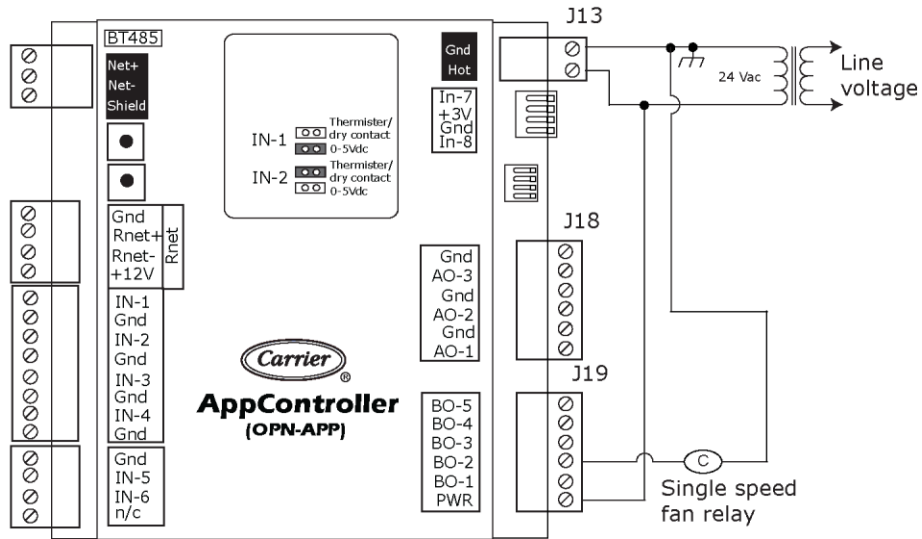 J13
BT485
Net+
Net-
Shield
Gnd
Hot
24 Vac
Line
voltage
In-7
+3V
Gnd
In-8
IN-1
Thermister/
dry contact
0-5Vdc
IN-2
Thermister/
dry contact
0-5Vdc
Gnd
Rnet+
Rnet-
+12V
Rnet
J18
Gnd
AO-3
Gnd
AO-2
Gnd
AO-1
IN-1
Gnd
IN-2
Gnd
IN-3
Gnd
IN-4
Gnd
Carrier
®
AppController
(OPN-APP)
J19
BO-5
BO-4
BO-3
BO-2
BO-1
PWR
C
Single speed
fan relay
Gnd
IN-5
IN-6
n/c